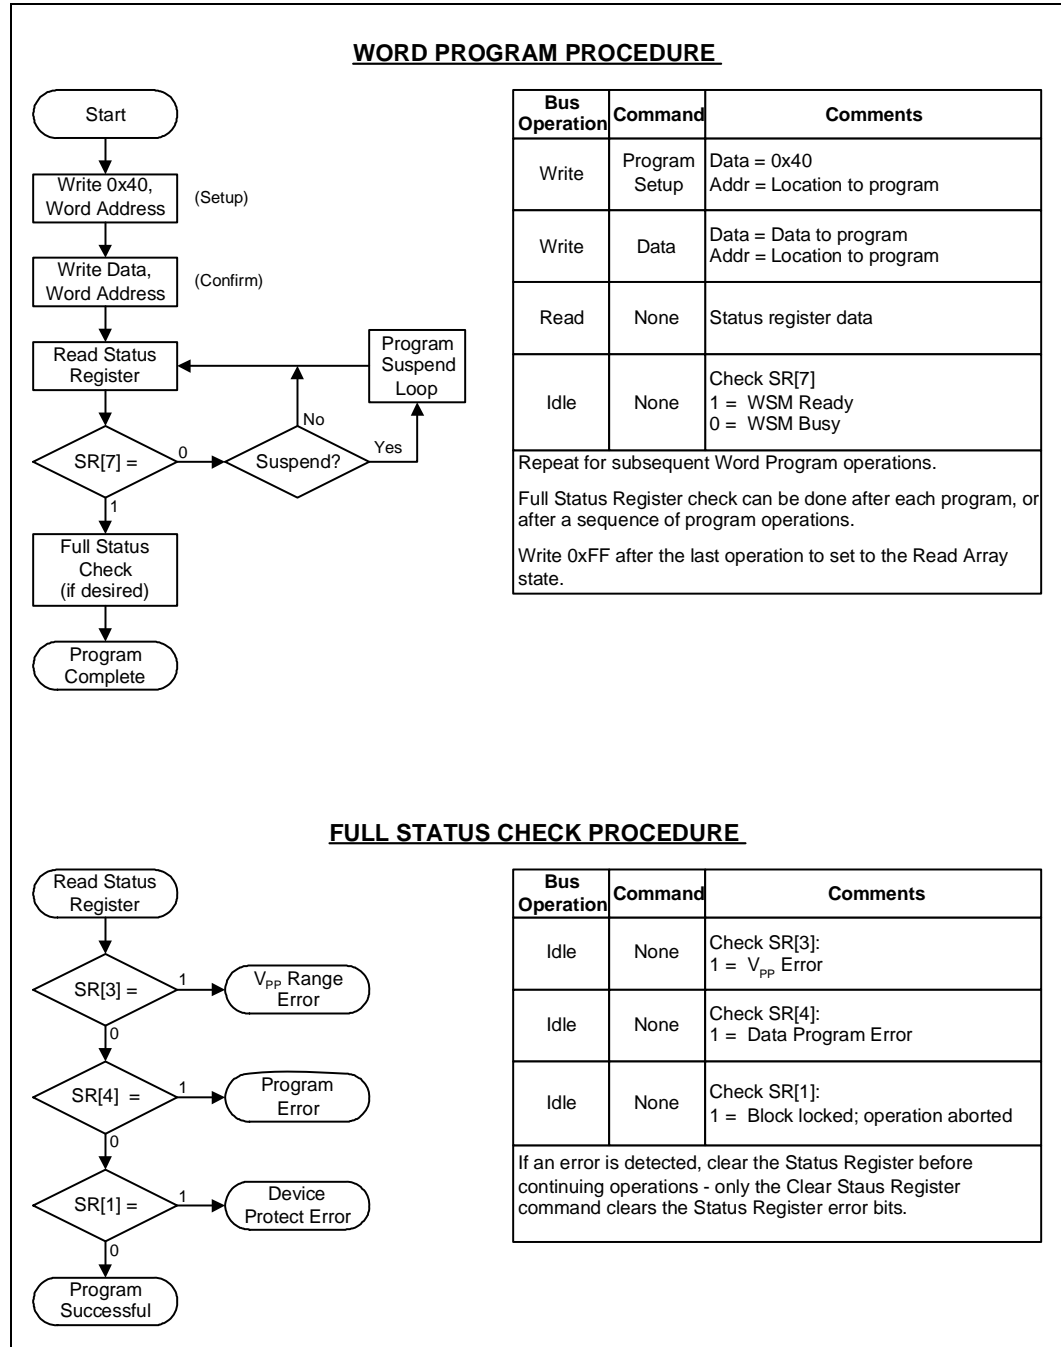 WORD PROGRAM PROCEDURE
Start
Write 0x40,
Word Address
(Setup)
Write Data,
Word Address
(Confirm)
Read Status
Register
Program
Suspend
Loop
No
Yes
SR[7] =
0
Suspend?
1
Full Status
Check
(if desired)
Program
Complete
Bus
Operation
Command
Comments
Write
Program
Setup
Data = 0x40
Addr = Location to program
Write
Data
Data = Data to program
Addr = Location to program
Read
None
Status register data
Idle
None
Check SR[7]
1 = WSM Ready
0 = WSM Busy
Repeat for subsequent Word Program operations.
Full Status Register check can be done after each program, or
after a sequence of program operations.
Write 0xFF after the last operation to set to the Read Array
state.
FULL STATUS CHECK PROCEDURE
Read Status
Register
SR[3] =
1
VPP Range
Error
0
SR[4] =
1
Program
Error
0
SR[1] =
1
Device
Protect Error
0
Program
Successful
Bus
Operation
Command
Comments
Idle
None
Check SR[3]:
1 = VPP Error
Idle
None
Check SR[4]:
1 = Data Program Error
Idle
None
Check SR[1]:
1 = Block locked; operation aborted
If an error is detected, clear the Status Register before
continuing operations - only the Clear Staus Register
command clears the Status Register error bits.